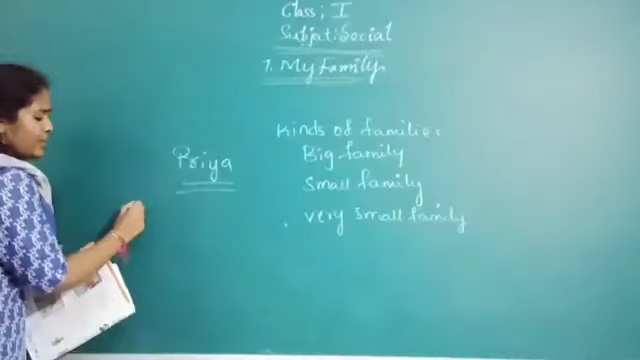 Class; I
Subject: Social
1. My family.
Kinds of families
Big family
Priya
Small family
very small family